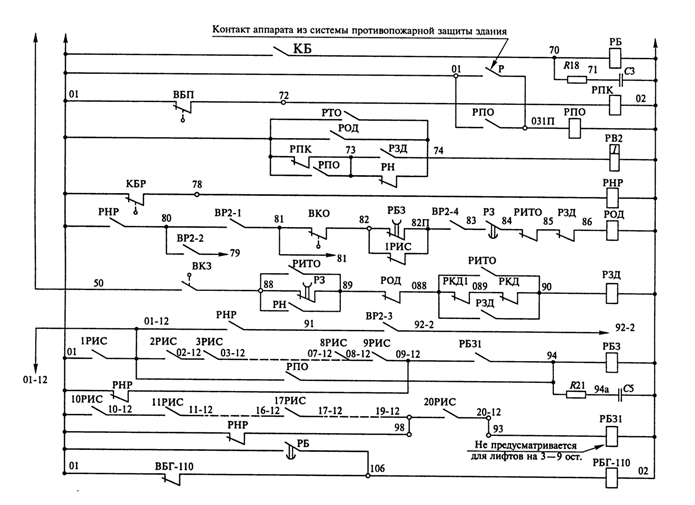 Контакт аппарата из системы противопожарной защиты здания
КБ 70 РБ
01 Р R18 71 С3
01 ВБП 72 РПК 02
РПО 031П РПО
РТО
РОД
РПК 73 РЗД 74 РВ2
РПО РН
КБР 78 РНР
РНР 80 ВР2-1 81 ВКО 82 РБЗ 82П ВР2-4 83 РЗ 84 РИТО 85 РЗД 86 РОД
ВР2-2 79 81 1РИС
ВКЗ РИТО РИТО
50 88 РЗ 89 РОД 088 РКД1 089 РКД 90 РЗД
РН РЗД
01-12 РНР 91 ВР2-3 92-2 92-2
01 1РИС 2РИС 02-12 3РИС 03-12 07-12 8РИС 08-12 9РИС 09-12 РБ31 94 РБЗ
01-12 РПО
РНР R21 94а С5
10РИС 10-12 11РИС 11-12 16-12 17РИС 17-12 19-12 20РИС 20-12
РНР 98 93 РБ31
РБ Не предусматривается
для лифтов на 3—9 ост.
01 ВБГ-110 106 РБГ-110 02